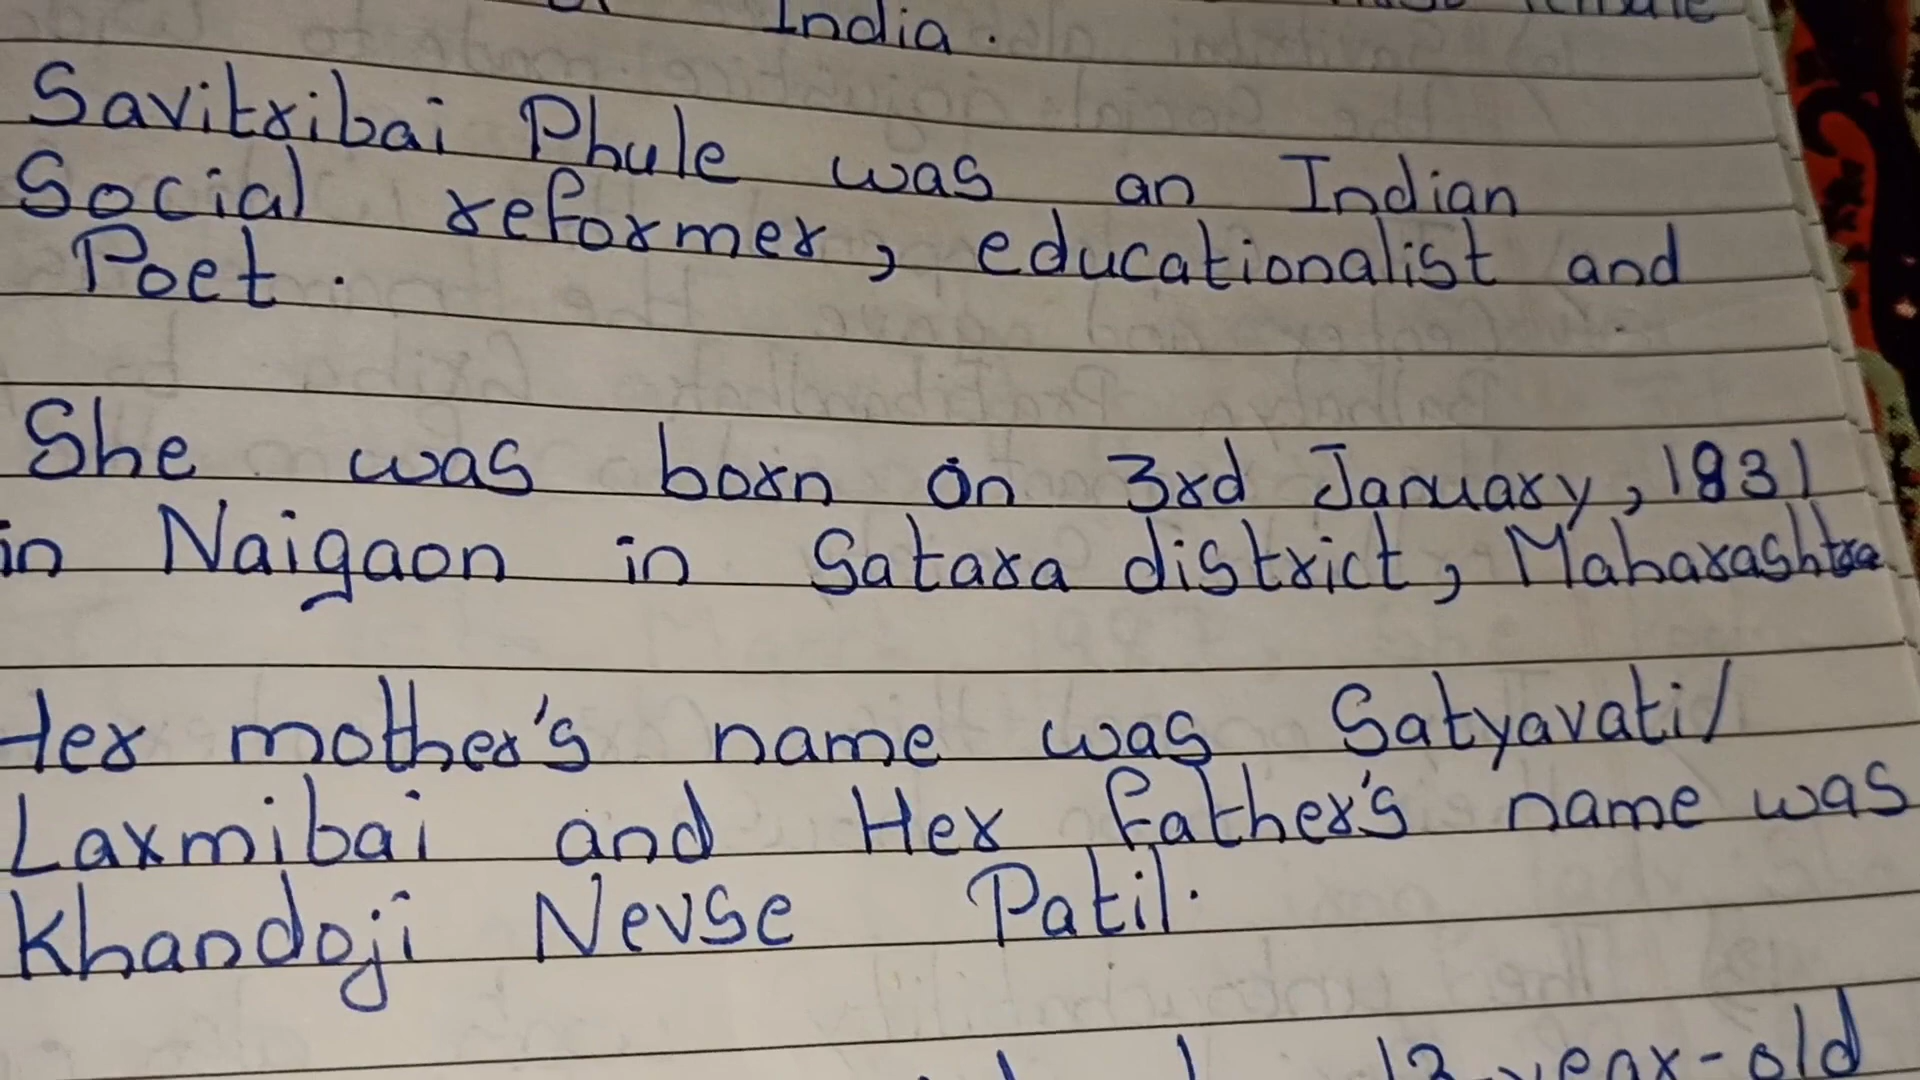 India.
Savitribai Phule was an Indian
Social reformer, educationalist and
Poet.
She was born on 3rd January, 1831
in Naigaon in Satara district, Maharashtra
Her mother's name was Satyavati/
Laxmibai and Her father's name was
Khandoji Nevse Patil.
year-old